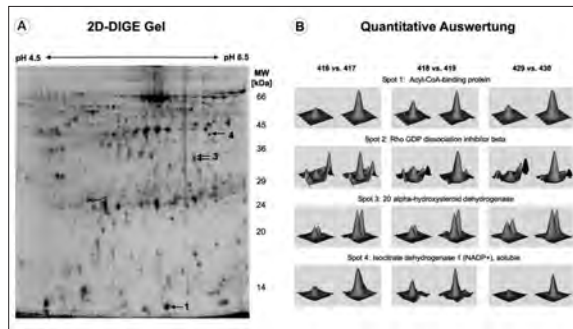 A 2D-DIGE Gel
pH 4.5 pH 6.5
MW
[kDa]
66
45
4
36
3
29
24
20
14
1
B Quantitative Auswertung
416 vs. 417 418 vs. 419 429 vs. 430
Spot 1: Acyl-CoA-binding protein
Spot 2: Rho GDP dissociation inhibitor beta
Spot 3: 20 alpha-hydroxysteroid dehydrogenase
Spot 4: Isocitrate dehydrogenase 1 (NADP+), soluble